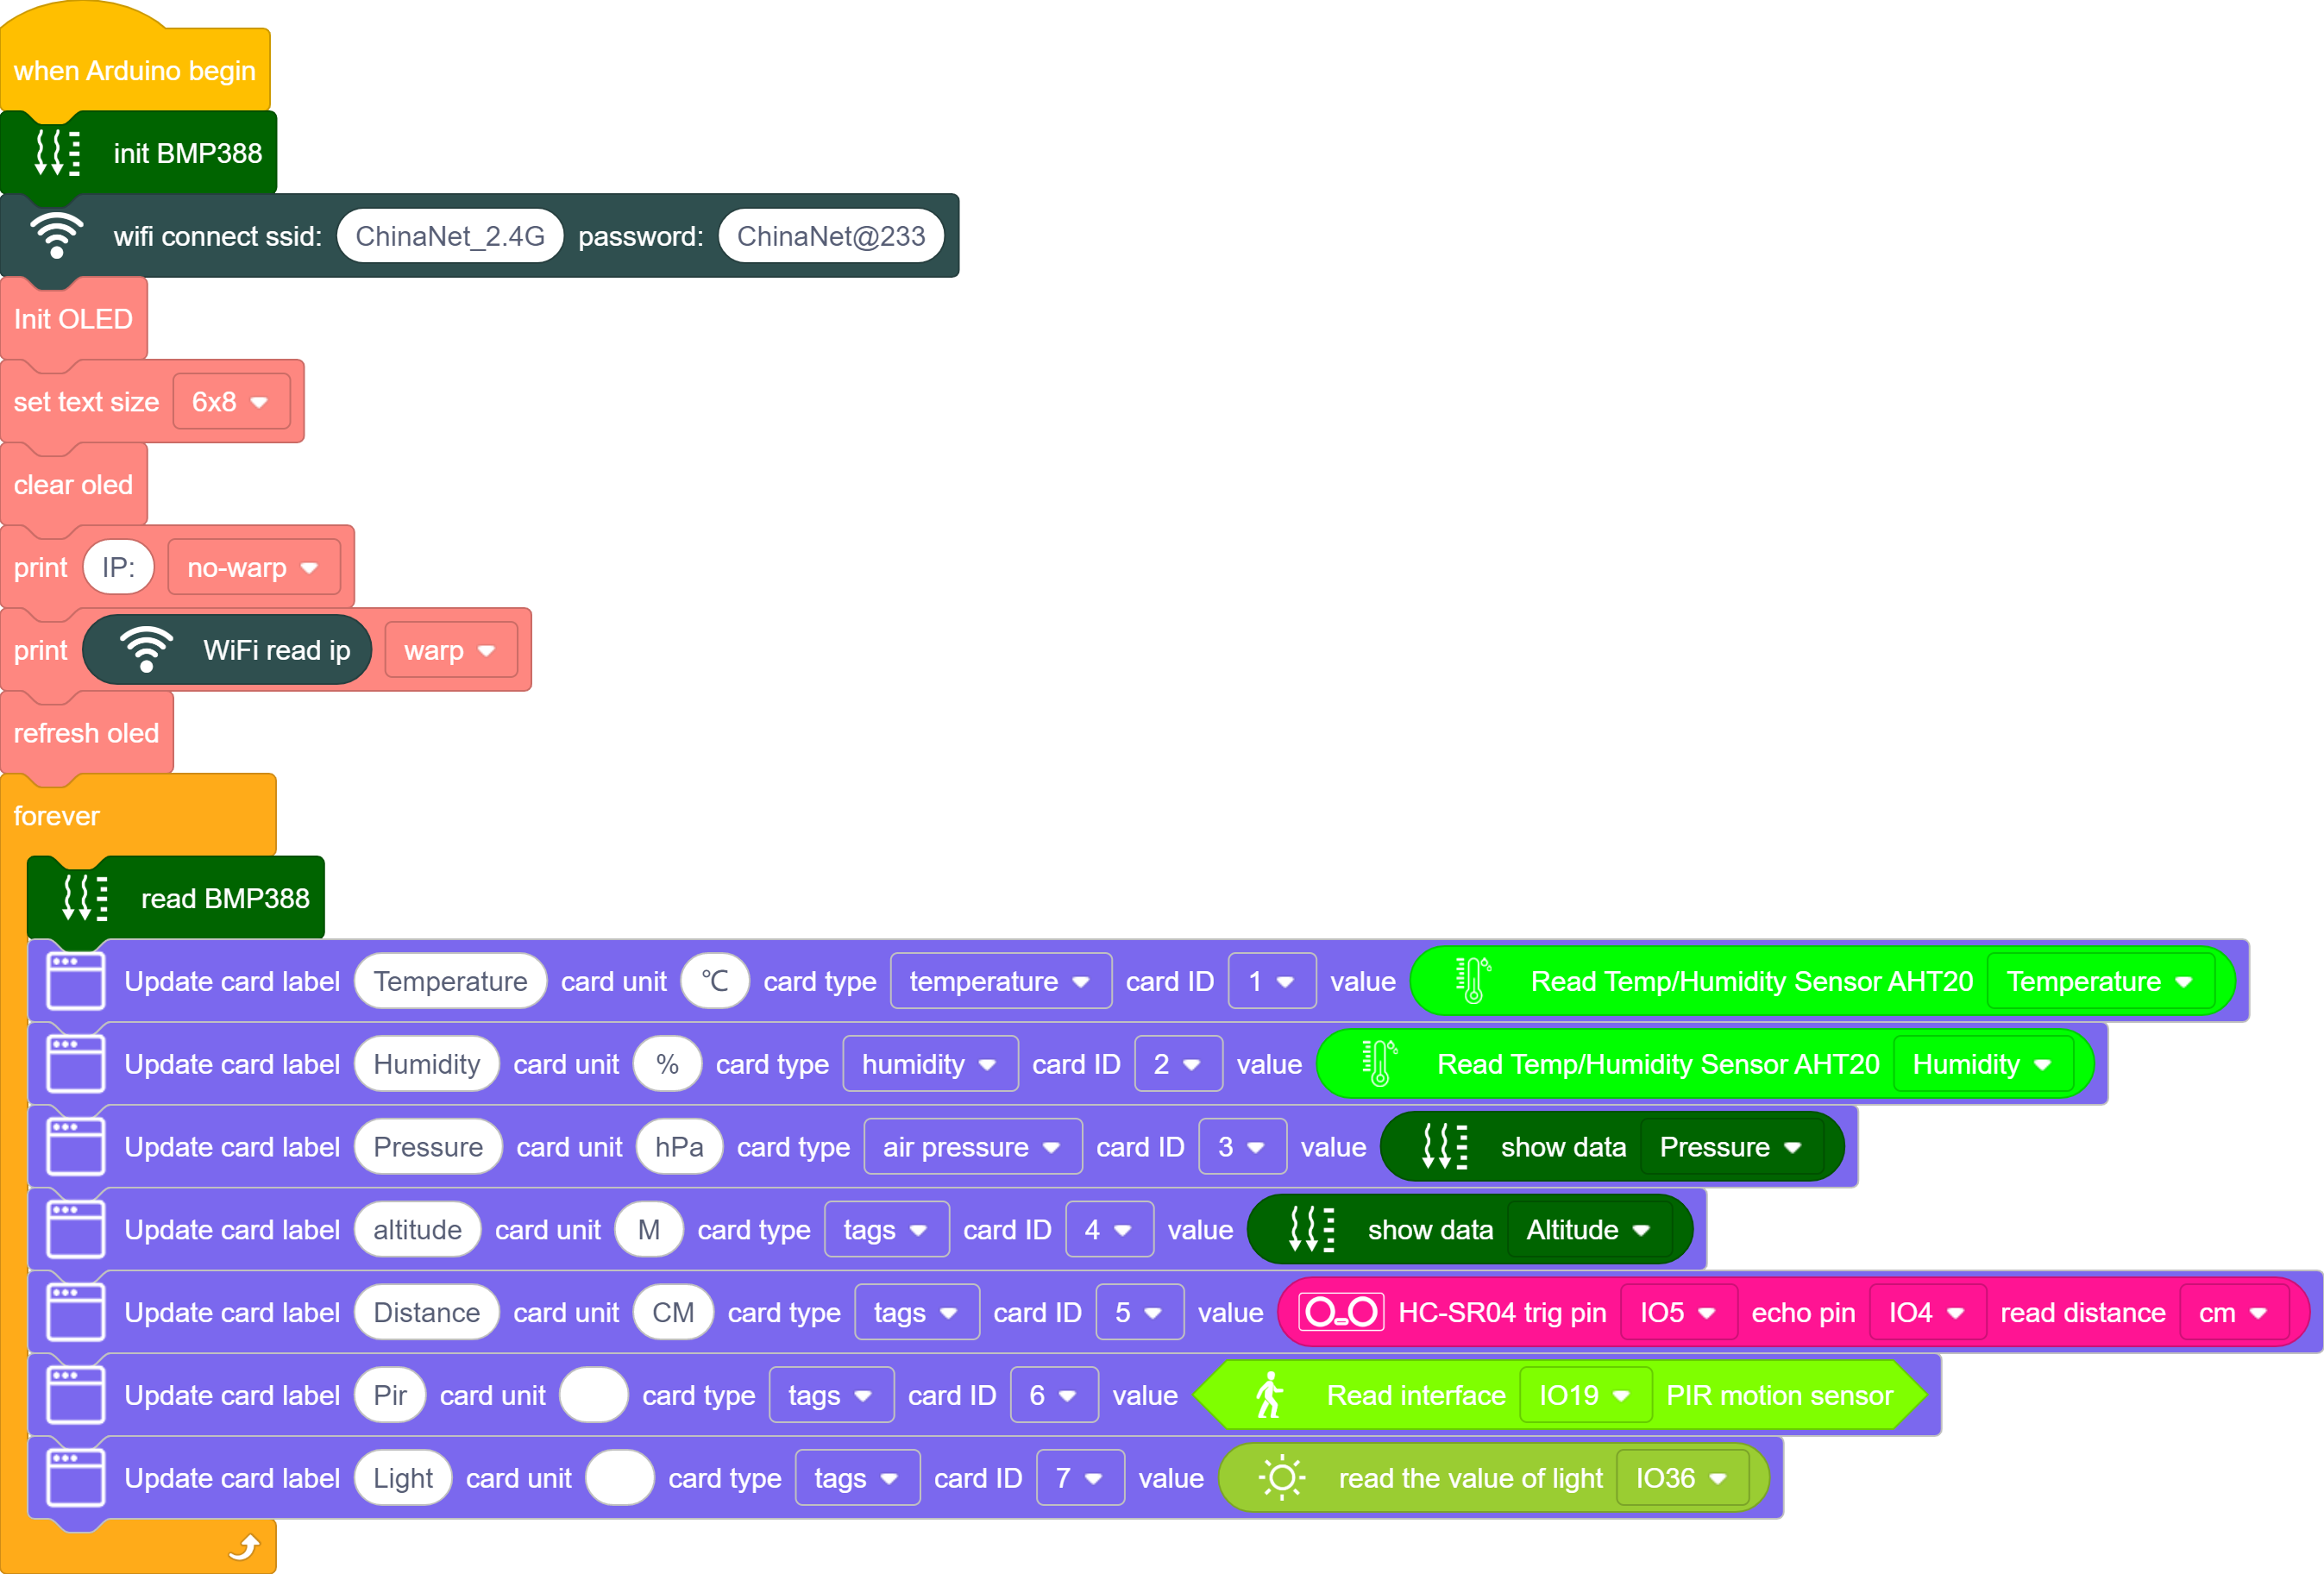 when Arduino begin
init BMP388
wifi connect ssid: ChinaNet_2.4G password: ChinaNet@233
Init OLED
set text size 6x8
clear oled
print IP: no-warp
print WiFi read ip warp
refresh oled
forever
read BMP388
Update card label Temperature card unit ℃ card type temperature card ID 1 value Read Temp/Humidity Sensor AHT20 Temperature
Update card label Humidity card unit % card type humidity card ID 2 value Read Temp/Humidity Sensor AHT20 Humidity
Update card label Pressure card unit hPa card type air pressure card ID 3 value show data Pressure
Update card label altitude card unit M card type tags card ID 4 value show data Altitude
Update card label Distance card unit CM card type tags card ID 5 value HC-SR04 trig pin IO5 echo pin IO4 read distance cm
Update card label Pir card unit card type tags card ID 6 value Read interface IO19 PIR motion sensor
Update card label Light card unit card type tags card ID 7 value read the value of light IO36